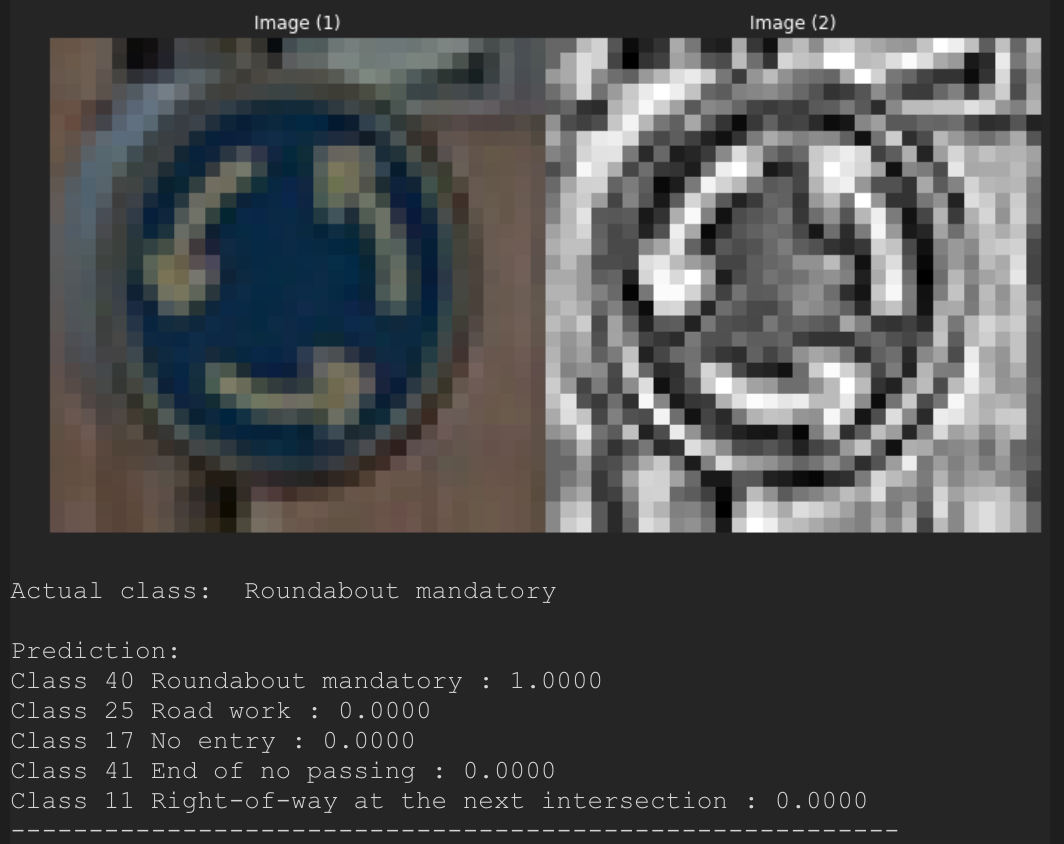 Image (1)
Image (2)
Actual class:  Roundabout mandatory
Prediction:
Class 40 Roundabout mandatory : 1.0000
Class 25 Road work : 0.0000
Class 17 No entry : 0.0000
Class 41 End of no passing : 0.0000
Class 11 Right-of-way at the next intersection : 0.0000
---------------------------------------------------------